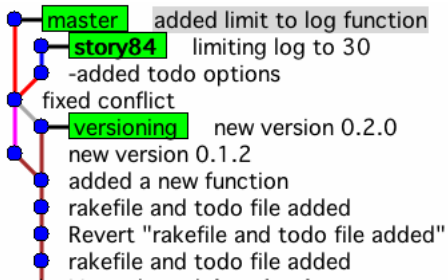 master added limit to log function
story84 limiting log to 30
-added todo options
fixed conflict
versioning new version 0.2.0
new version 0.1.2
added a new function
rakefile and todo file added
Revert "rakefile and todo file added"
rakefile and todo file added